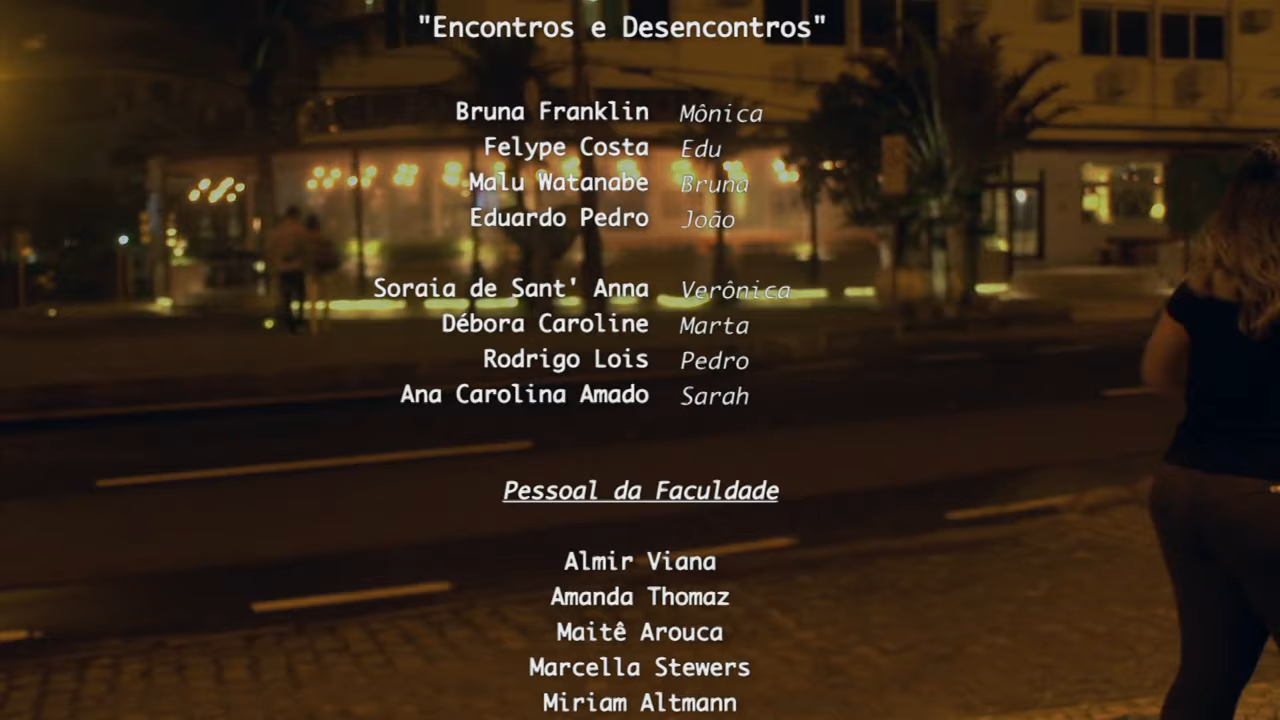 "Encontros e Desencontros"
Bruna Franklin Mônica
Felype Costa Edu
Malu Watanabe Bruna
Eduardo Pedro João
Soraia de Sant' Anna Verônica
Débora Caroline Marta
Rodrigo Lois Pedro
Ana Carolina Amado Sarah
Pessoal da Faculdade
Almir Viana
Amanda Thomaz
Maitê Arouca
Marcella Stewers
Miriam Altmann